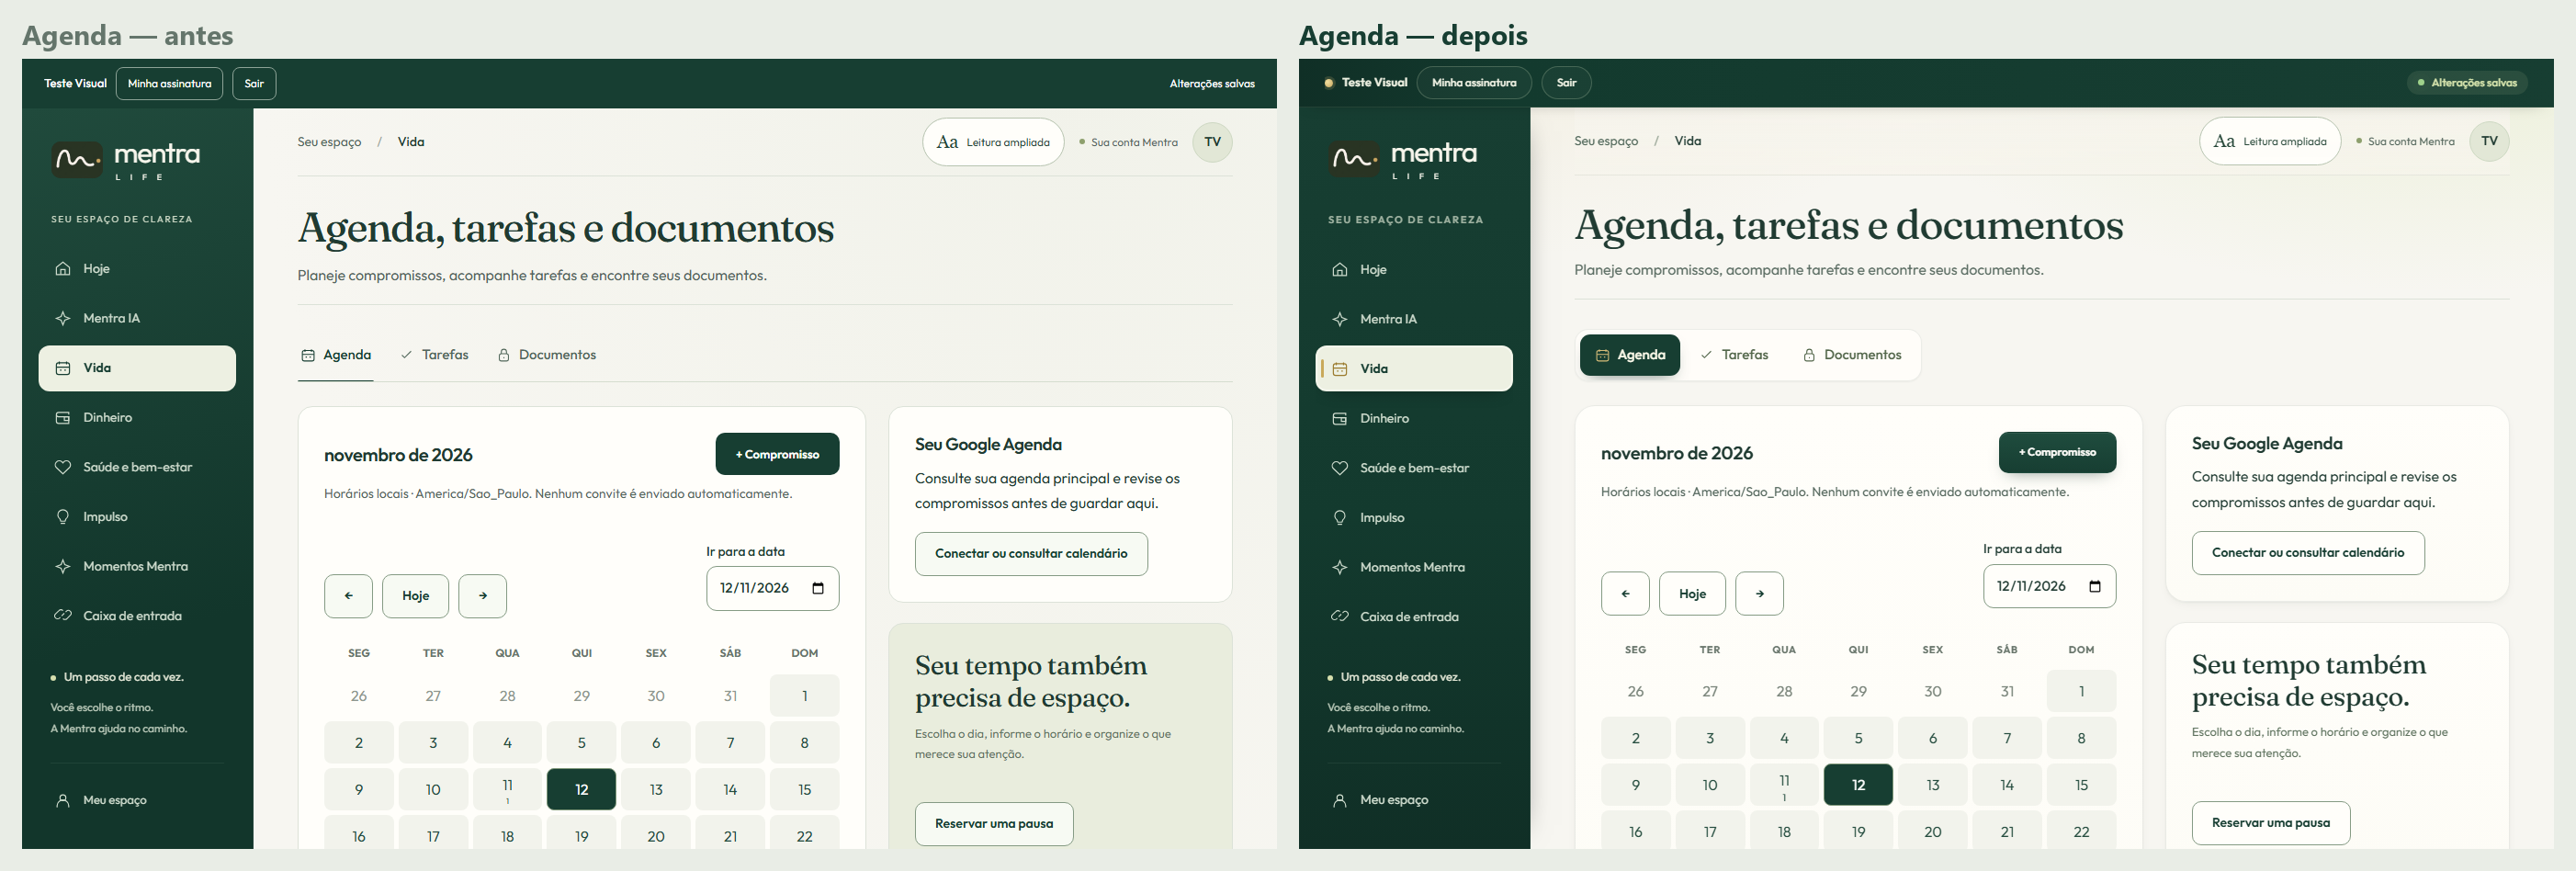 Agenda — antes
Teste Visual
Minha assinatura
Sair
Alterações salvas
mentra
LIFE
SEU ESPAÇO DE CLAREZA
Hoje
Mentra IA
Vida
Dinheiro
Saúde e bem-estar
Impulso
Momentos Mentra
Caixa de entrada
Um passo de cada vez.
Você escolhe o ritmo.
A Mentra ajuda no caminho.
Meu espaço
Seu espaço / Vida
Aa Leitura ampliada
Sua conta Mentra
TV
Agenda, tarefas e documentos
Planeje compromissos, acompanhe tarefas e encontre seus documentos.
Agenda
Tarefas
Documentos
novembro de 2026
+ Compromisso
Horários locais · America/Sao_Paulo. Nenhum convite é enviado automaticamente.
Ir para a data
12/11/2026
←
Hoje
→
SEG TER QUA QUI SEX SÁB DOM
26 27 28 29 30 31 1
2 3 4 5 6 7 8
9 10 11 12 13 14 15
1
16 17 18 19 20 21 22
Seu Google Agenda
Consulte sua agenda principal e revise os
compromissos antes de guardar aqui.
Conectar ou consultar calendário
Seu tempo também
precisa de espaço.
Escolha o dia, informe o horário e organize o que
merece sua atenção.
Reservar uma pausa
Agenda — depois
Teste Visual
Minha assinatura
Sair
Alterações salvas
mentra
LIFE
SEU ESPAÇO DE CLAREZA
Hoje
Mentra IA
Vida
Dinheiro
Saúde e bem-estar
Impulso
Momentos Mentra
Caixa de entrada
Um passo de cada vez.
Você escolhe o ritmo.
A Mentra ajuda no caminho.
Meu espaço
Seu espaço / Vida
Aa Leitura ampliada
Sua conta Mentra
TV
Agenda, tarefas e documentos
Planeje compromissos, acompanhe tarefas e encontre seus documentos.
Agenda
Tarefas
Documentos
novembro de 2026
+ Compromisso
Horários locais · America/Sao_Paulo. Nenhum convite é enviado automaticamente.
Ir para a data
12/11/2026
←
Hoje
→
SEG TER QUA QUI SEX SÁB DOM
26 27 28 29 30 31 1
2 3 4 5 6 7 8
9 10 11 12 13 14 15
1
16 17 18 19 20 21 22
Seu Google Agenda
Consulte sua agenda principal e revise os
compromissos antes de guardar aqui.
Conectar ou consultar calendário
Seu tempo também
precisa de espaço.
Escolha o dia, informe o horário e organize o que
merece sua atenção.
Reservar uma pausa